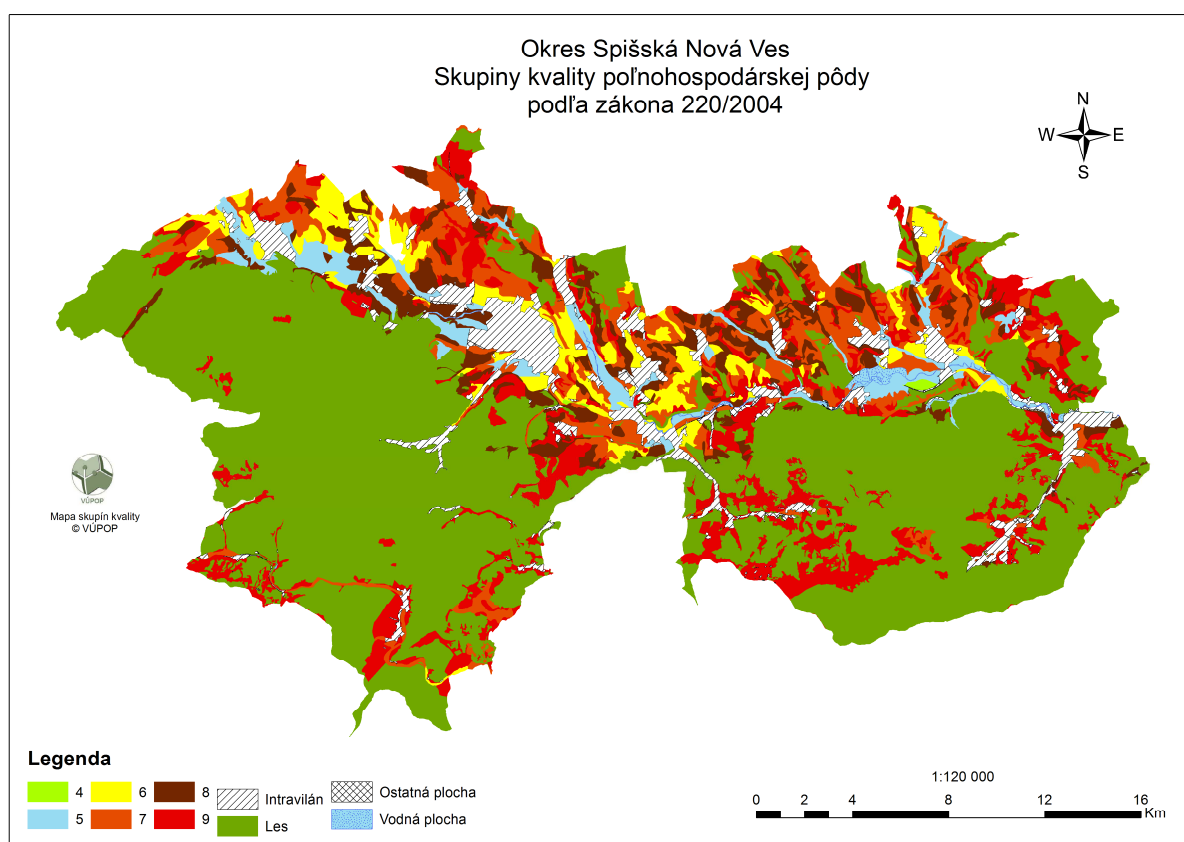 Okres Spišská Nová Ves
Skupiny kvality poľnohospodárskej pôdy
podľa zákona 220/2004
N
W E
S
VÚPOP
Mapa skupín kvality
© VÚPOP
Legenda
4 6 8 Intravilán Ostatná plocha
5 7 9 Les Vodná plocha
1:120 000
0 2 4 8 12 16
Km